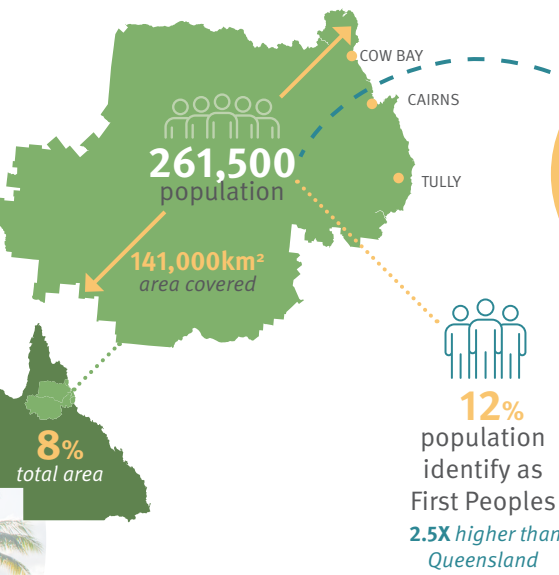 COW BAY
CAIRNS
261,500
population
TULLY
141,000km²
area covered
8%
total area
12%
population
identify as
First Peoples
2.5X higher than
Queensland